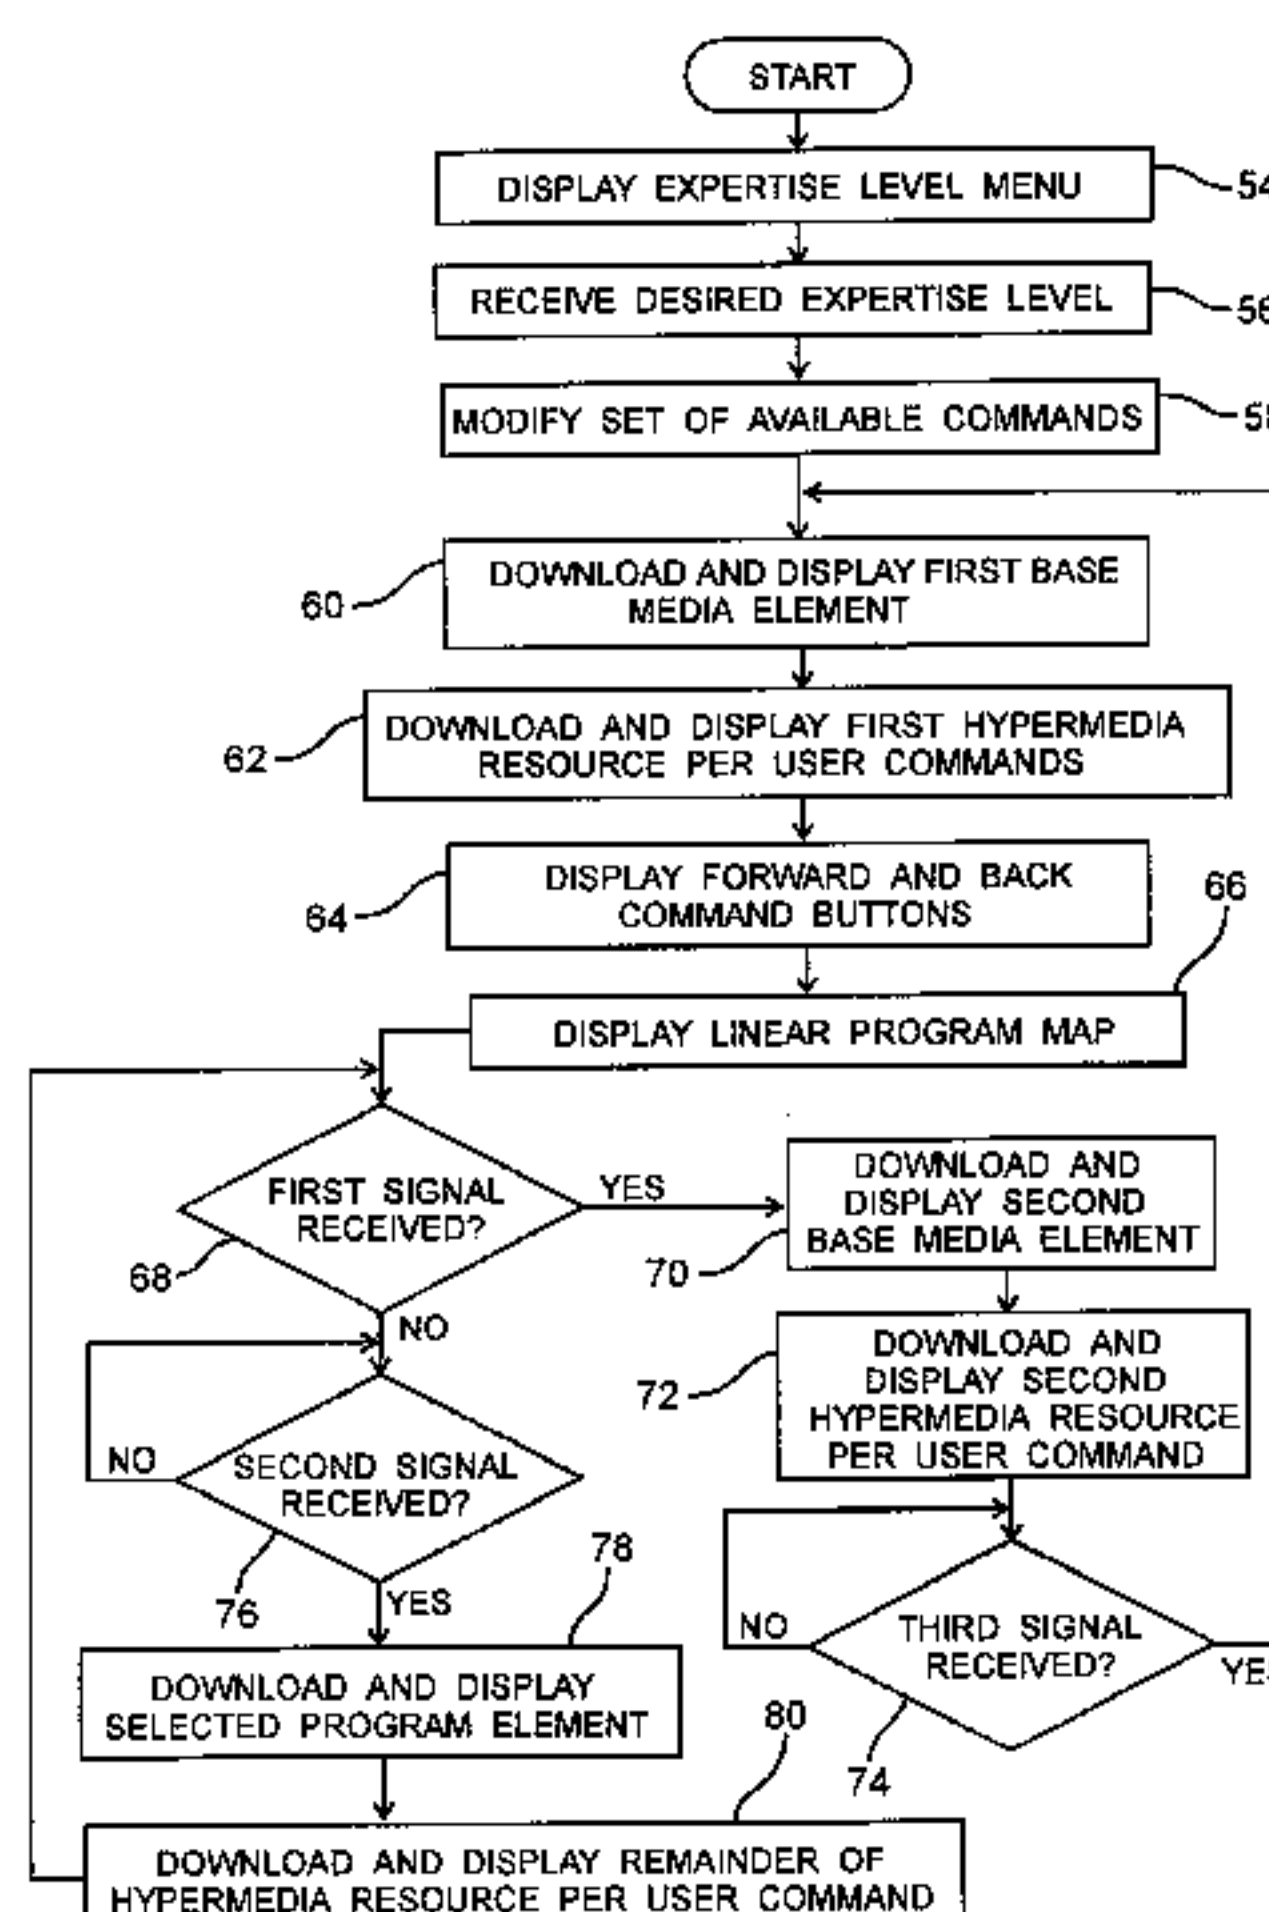 START
DISPLAY EXPERTISE LEVEL MENU
54
RECEIVE DESIRED EXPERTISE LEVEL
56
MODIFY SET OF AVAILABLE COMMANDS
58
60
DOWNLOAD AND DISPLAY FIRST BASE
MEDIA ELEMENT
62
DOWNLOAD AND DISPLAY FIRST HYPERMEDIA
RESOURCE PER USER COMMANDS
64
DISPLAY FORWARD AND BACK
COMMAND BUTTONS
66
DISPLAY LINEAR PROGRAM MAP
FIRST SIGNAL
RECEIVED?
68
YES
NO
DOWNLOAD AND
DISPLAY SECOND
BASE MEDIA ELEMENT
70
DOWNLOAD AND
DISPLAY SECOND
HYPERMEDIA RESOURCE
PER USER COMMAND
72
NO
SECOND SIGNAL
RECEIVED?
76
YES
78
NO
THIRD SIGNAL
RECEIVED?
YES
74
DOWNLOAD AND DISPLAY
SELECTED PROGRAM ELEMENT
80
DOWNLOAD AND DISPLAY REMAINDER OF
HYPERMEDIA RESOURCE PER USER COMMAND